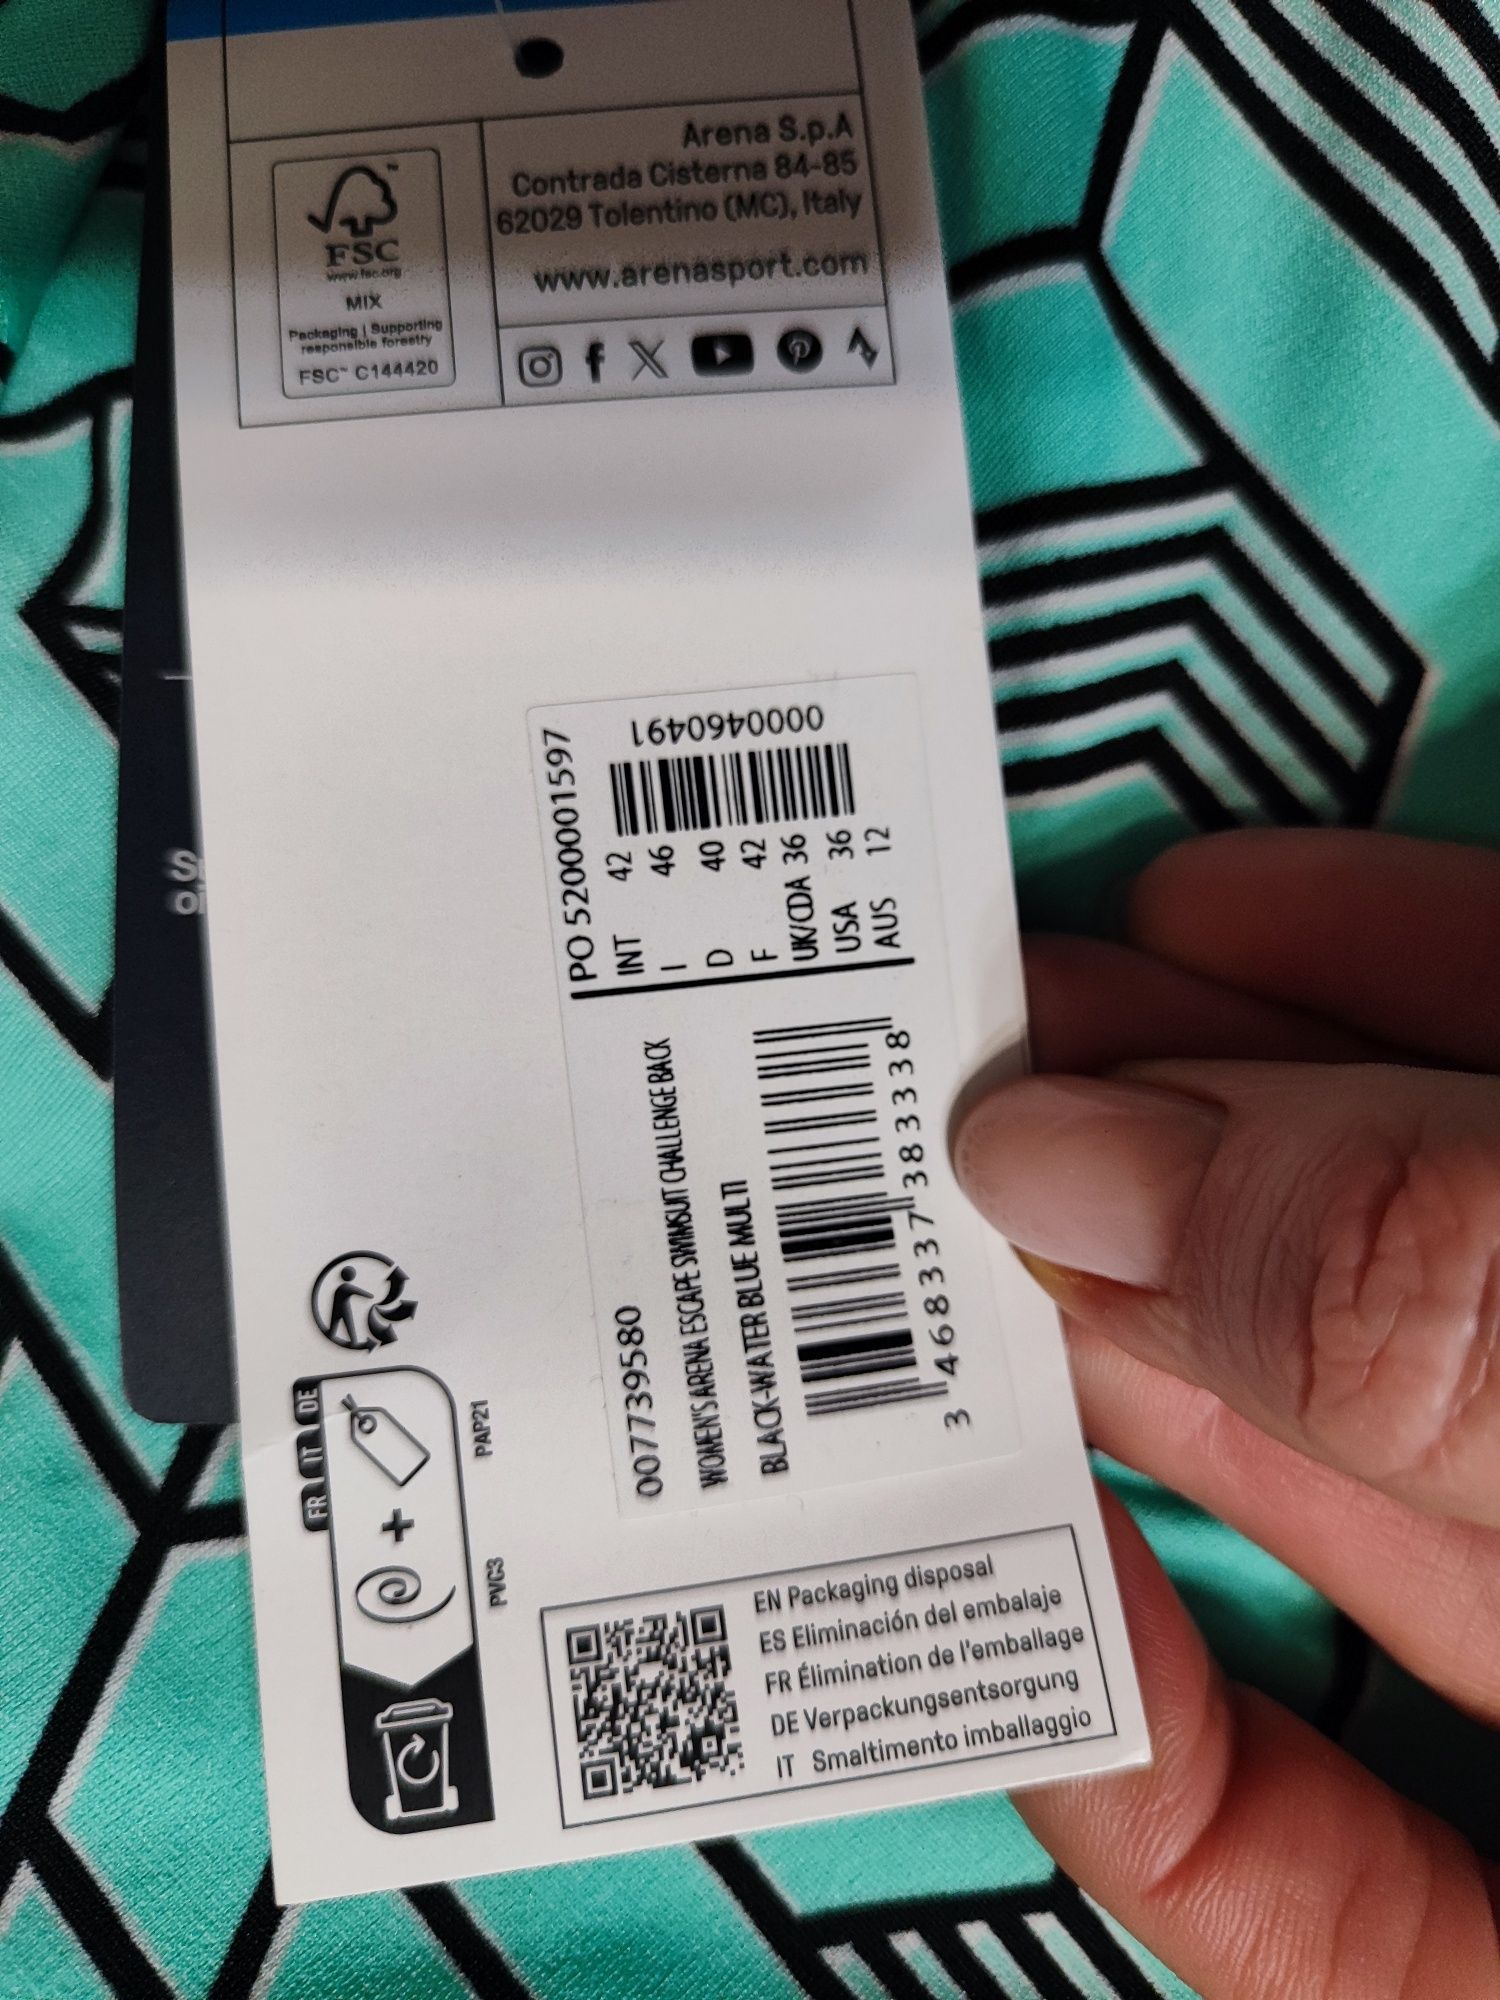 Arena S.p.A
Contrada Cisterna 84-85
62029 Tolentino (MC), Italy
www.arenasport.com
FSC
www.fsc.org
MIX
Packaging | Supporting
responsible forestry
FSC™ C144420
PO 5200001597
0000460491
INT 42
I 46
D 40
F 42
UK/CDA 36
USA 36
AUS 12
007739580
WOMEN'S ARENA ESCAPE SWIMSUIT CHALLENGE BACK
BLACK-WATER BLUE MULTI
3 468337 383338
FR IT DE
PVC3
PAP21
EN Packaging disposal
ES Eliminación del embalaje
FR Élimination de l'emballage
DE Verpackungsentsorgung
IT Smaltimento imballaggio